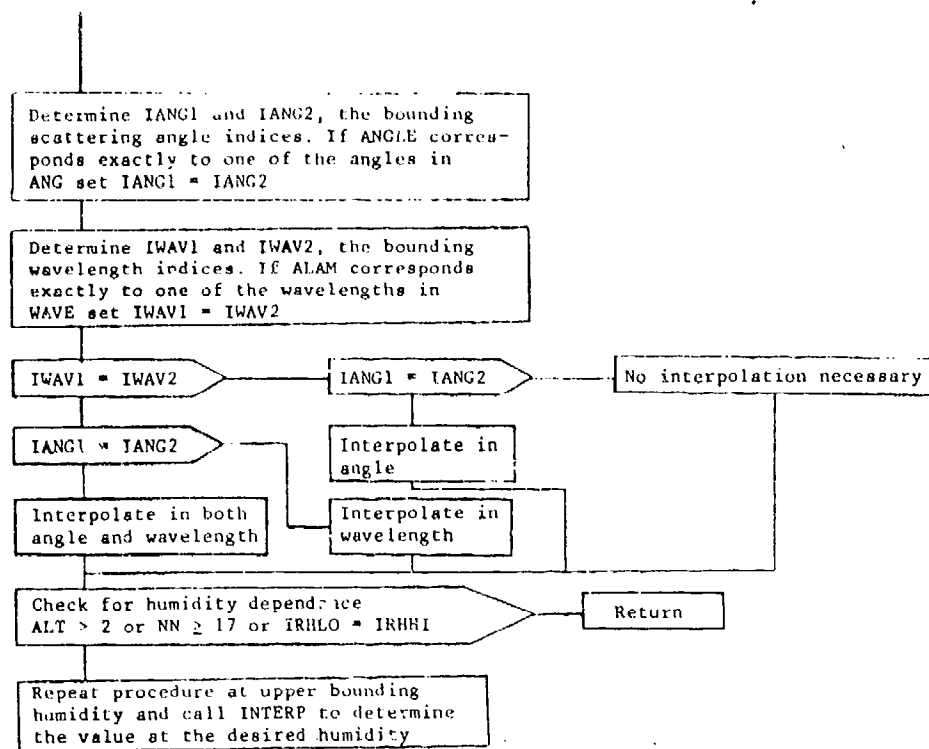 Determine IANG1 and IANG2, the bounding
scattering angle indices. If ANGLE corres-
ponds exactly to one of the angles in
ANG set IANG1 = IANG2
Determine IWAV1 and IWAV2, the bounding
wavelength indices. If ALAM corresponds
exactly to one of the wavelengths in
WAVE set IWAV1 = IWAV2
IWAV1 = IWAV2
IANG1 = IANG2
No interpolation necessary
IANG1 = IANG2
Interpolate in
angle
Interpolate in both
angle and wavelength
Interpolate in
wavelength
Check for humidity dependence
ALT > 2 or NN ≥ 17 or IRHLO = IRHHI
Return
Repeat procedure at upper bounding
humidity and call INTERP to determine
the value at the desired humidity